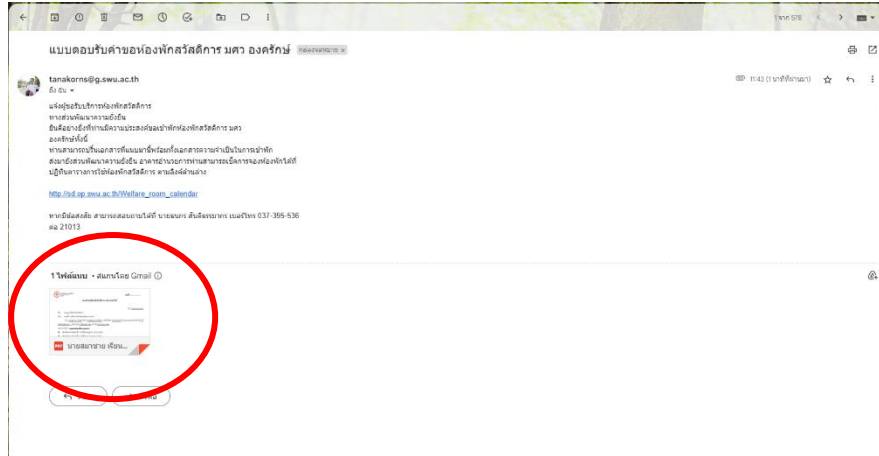 1 จาก 578
แบบตอบรับคำขอห้องพักสวัสดิการ มศว องครักษ์
กล่องจดหมาย x
tanakorns@g.swu.ac.th
11:43 (1 นาทีที่ผ่านมา)
ถึง ฉัน
แจ้งผู้ขอรับบริการห้องพักสวัสดิการ
ทางส่วนพัฒนาความยั่งยืน
ยินดีอย่างยิ่งที่ท่านมีความประสงค์ขอเข้าพักห้องพักสวัสดิการ มศว
องครักษ์ทั้งนี้
ท่านสามารถปริ้นเอกสารที่แนบมานี้พร้อมทั้งเอกสารความจำเป็นในการเข้าพัก
ส่งมายังส่วนพัฒนาความยั่งยืน อาคารอำนวยการท่านสามารถเช็คการจองห้องพักได้ที่
ปฏิทินตารางการใช้ห้องพักสวัสดิการ ตามลิ้งค์ด้านล่าง
http://sd.op.swu.ac.th/Welfare_room_calendar
หากมีข้อสงสัย สามารถสอบถามได้ที่ นายธนกร เบอร์โทร 037-395-536
ต่อ 21013
1 ไฟล์แนบ • สแกนโดย Gmail
PDF นายสมาชาย เรียน...